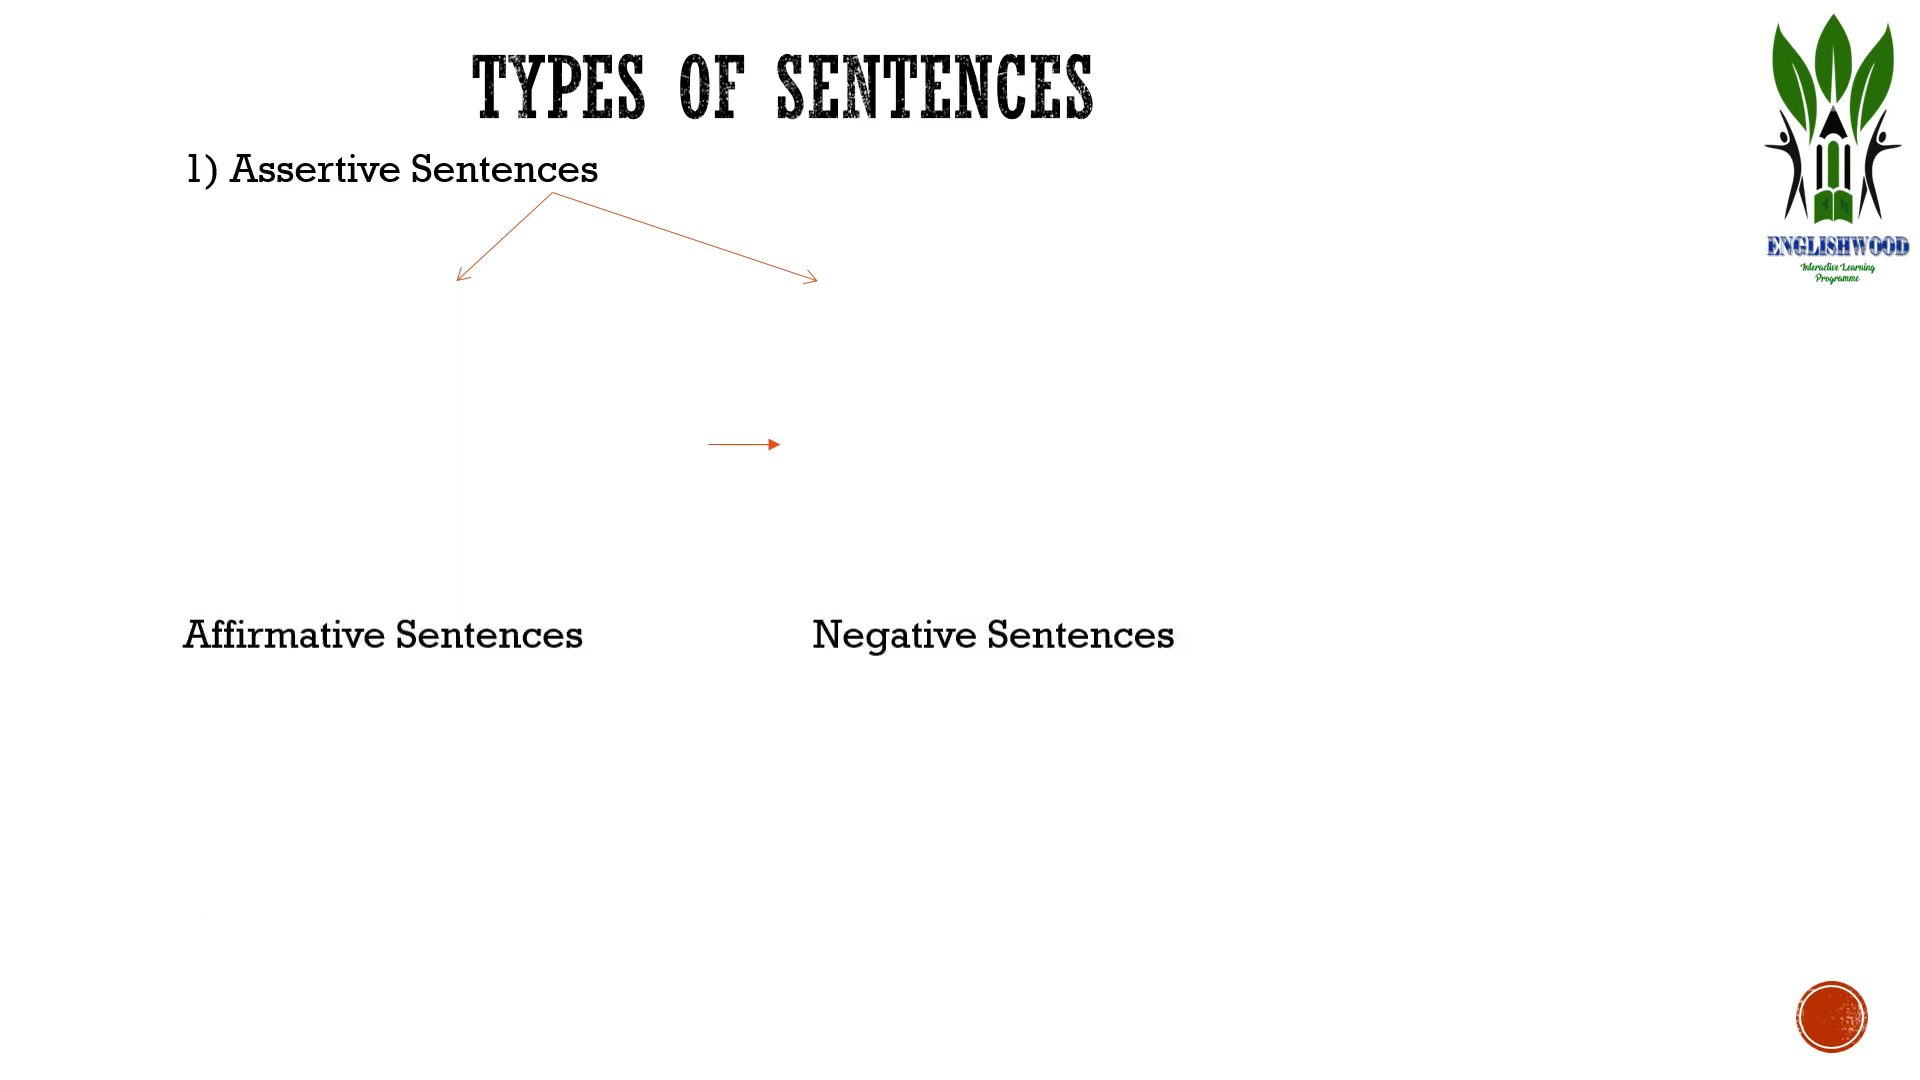 TYPES OF SENTENCES
1) Assertive Sentences
Affirmative Sentences
Negative Sentences
ENGLISHWOOD
Interactive Learning
Programme